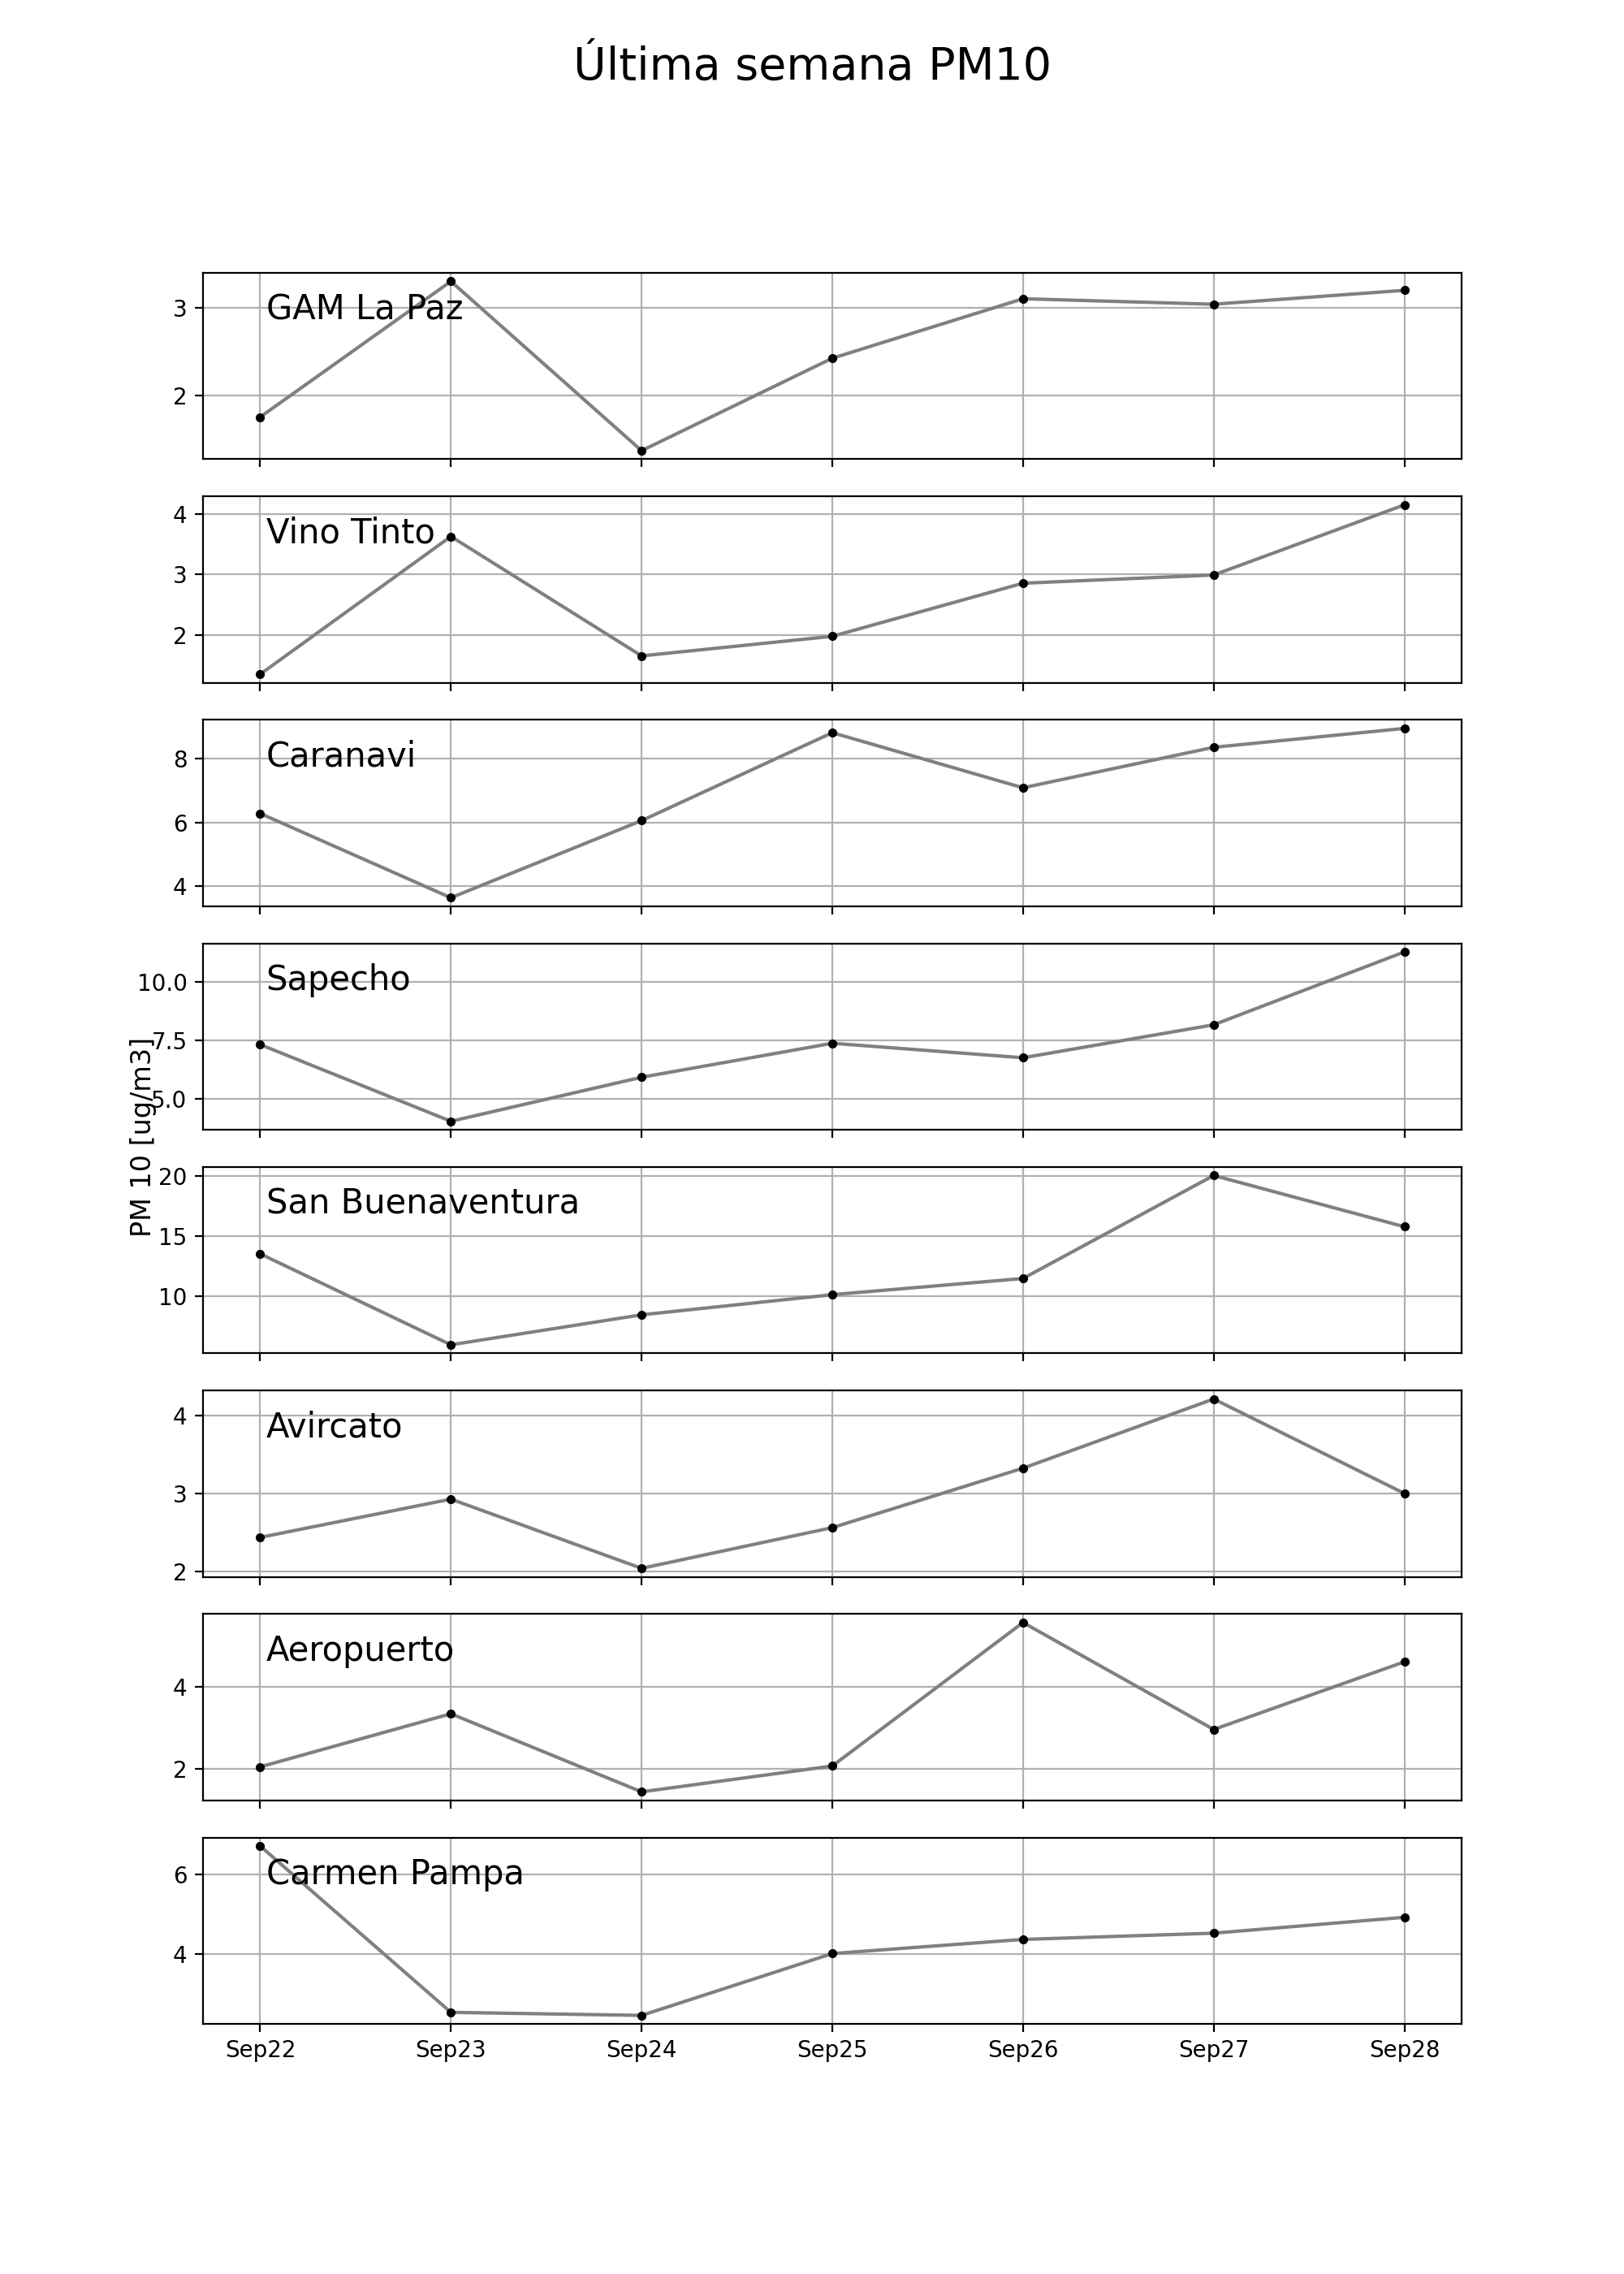 Última semana PM10
GAM La Paz
3
2
Vino Tinto
4
3
2
Caranavi
8
6
4
Sapecho
10.0
7.5
5.0
PM 10 [ug/m3]
San Buenaventura
20
15
10
Avircato
4
3
2
Aeropuerto
4
2
Carmen Pampa
6
4
Sep22 Sep23 Sep24 Sep25 Sep26 Sep27 Sep28